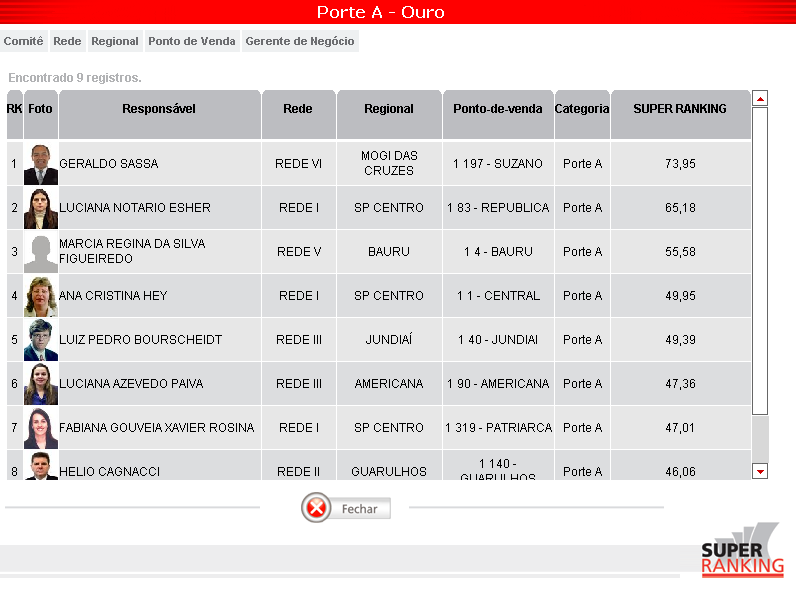 Porte A - Ouro
Comitê Rede Regional Ponto de Venda Gerente de Negócio
Encontrado 9 registros.
RK Foto Responsável Rede Regional Ponto-de-venda Categoria SUPER RANKING
1 GERALDO SASSA REDE VI MOGI DAS CRUZES 1 197 - SUZANO Porte A 73,95
2 LUCIANA NOTARIO ESHER REDE I SP CENTRO 1 83 - REPUBLICA Porte A 65,18
3 MARCIA REGINA DA SILVA FIGUEIREDO REDE V BAURU 1 4 - BAURU Porte A 55,58
4 ANA CRISTINA HEY REDE I SP CENTRO 1 1 - CENTRAL Porte A 49,95
5 LUIZ PEDRO BOURSCHEIDT REDE III JUNDIAÍ 1 40 - JUNDIAI Porte A 49,39
6 LUCIANA AZEVEDO PAIVA REDE III AMERICANA 1 90 - AMERICANA Porte A 47,36
7 FABIANA GOUVEIA XAVIER ROSINA REDE I SP CENTRO 1 319 - PATRIARCA Porte A 47,01
8 HELIO CAGNACCI REDE II GUARULHOS 1 140 - GUARULHOS Porte A 46,06
Fechar
SUPER
RANKING